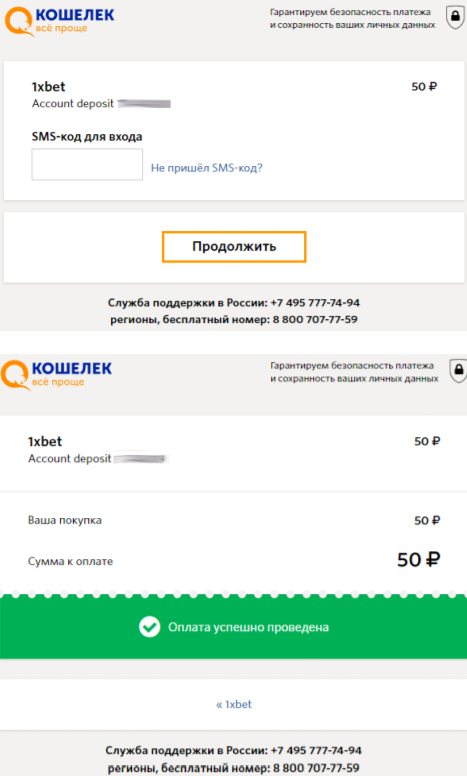 КОШЕЛЕК
всё проще
Гарантируем безопасность платежа
и сохранность ваших личных данных
1xbet 50 ₽
Account deposit
SMS-код для входа
Не пришёл SMS-код?
Продолжить
Служба поддержки в России: +7 495 777-74-94
регионы, бесплатный номер: 8 800 707-77-59
КОШЕЛЕК
всё проще
Гарантируем безопасность платежа
и сохранность ваших личных данных
1xbet 50 ₽
Account deposit
Ваша покупка 50 ₽
Сумма к оплате 50 ₽
Оплата успешно проведена
« 1xbet
Служба поддержки в России: +7 495 777-74-94
регионы, бесплатный номер: 8 800 707-77-59